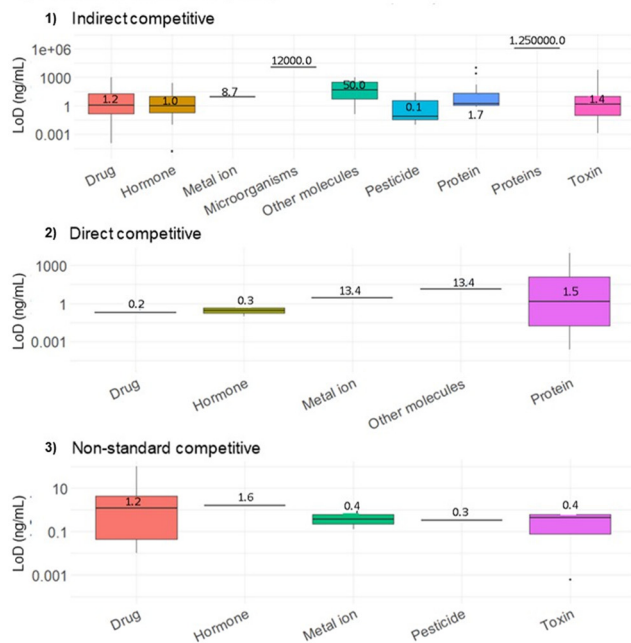 1) Indirect competitive
LoD (ng/mL)
1e+06
1000
1
0.001
1.2
1.0
8.7
12000.0
50.0
0.1
1.7
1.250000.0
1.4
Drug
Hormone
Metal ion
Microorganisms
Other molecules
Pesticide
Protein
Proteins
Toxin
2) Direct competitive
LoD (ng/mL)
1000
1
0.001
0.2
0.3
13.4
13.4
1.5
Drug
Hormone
Metal ion
Other molecules
Protein
3) Non-standard competitive
LoD (ng/mL)
10
0.1
0.001
1.2
1.6
0.4
0.3
0.4
Drug
Hormone
Metal ion
Pesticide
Toxin